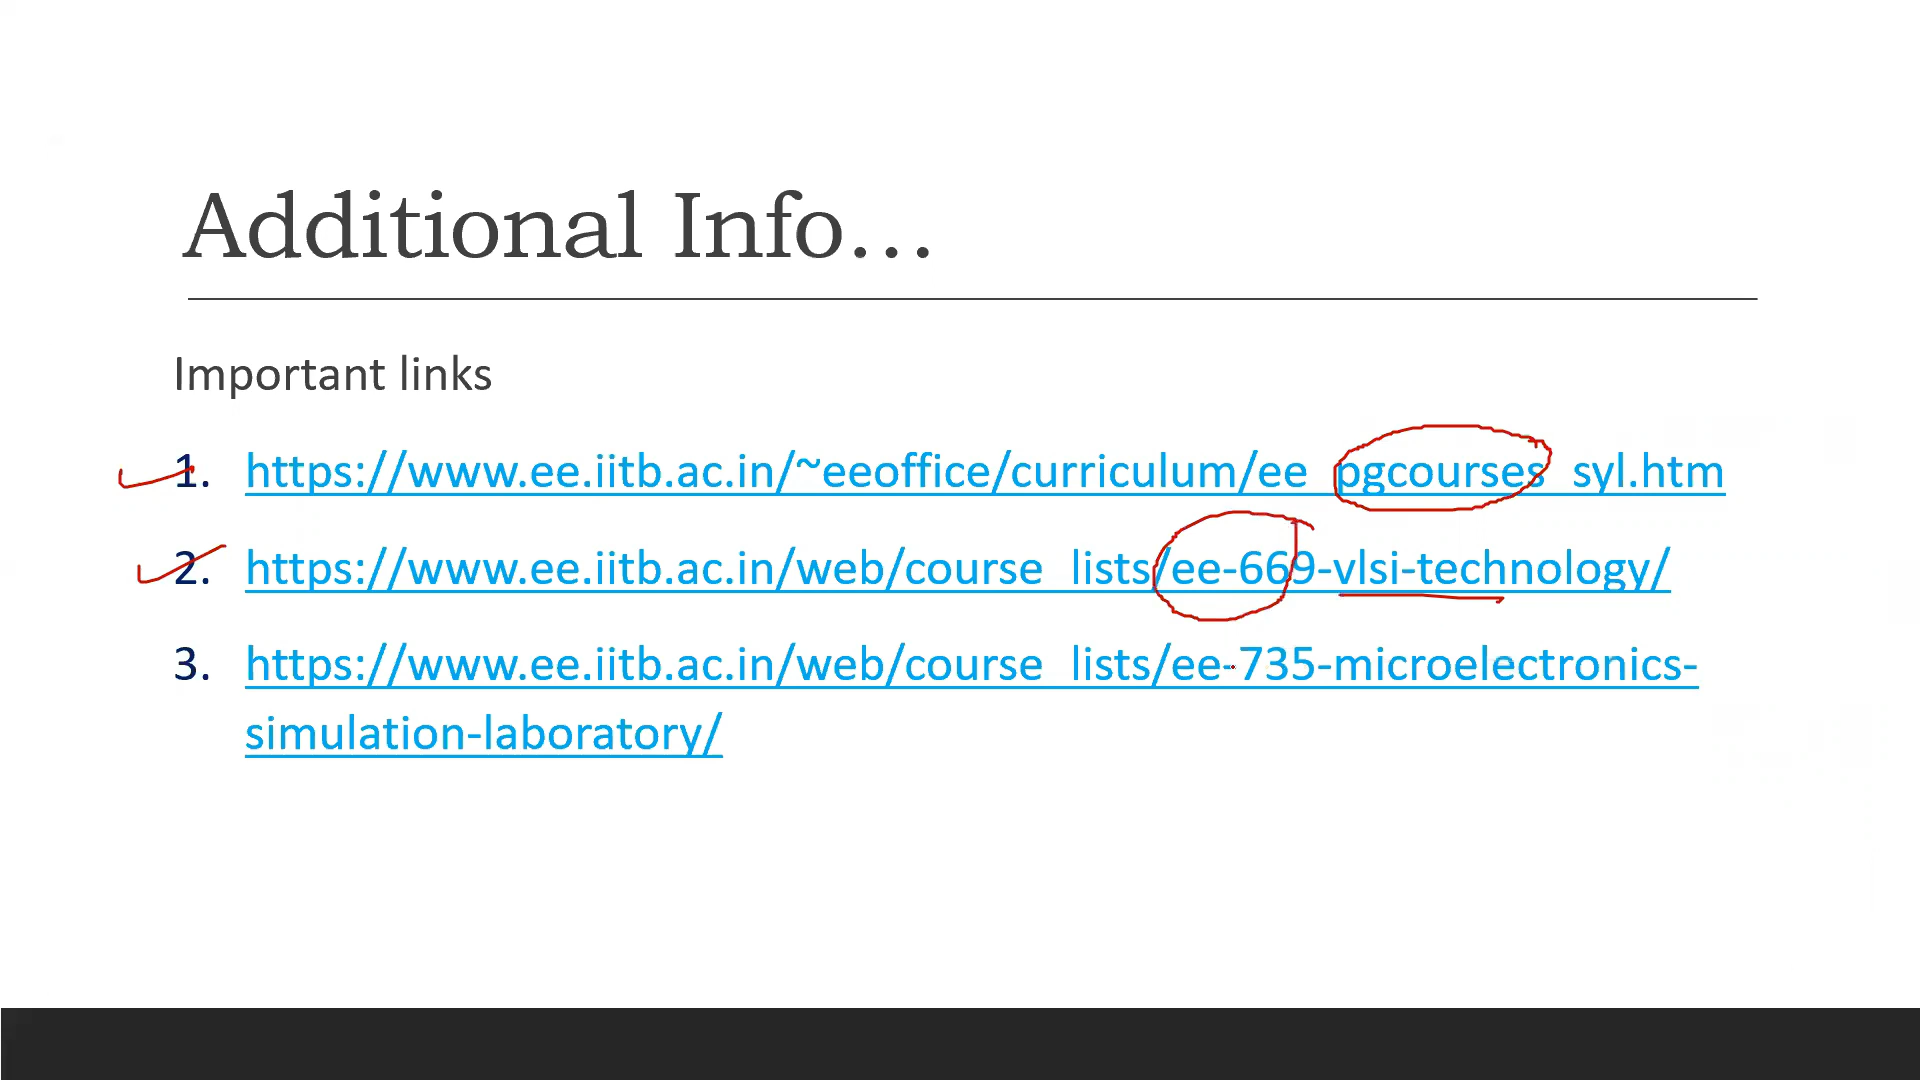 Additional Info...
Important links
1. https://www.ee.iitb.ac.in/~eeoffice/curriculum/ee_pgcourses_syl.htm
2. https://www.ee.iitb.ac.in/web/course_lists/ee-669-vlsi-technology/
3. https://www.ee.iitb.ac.in/web/course_lists/ee-735-microelectronics-
simulation-laboratory/